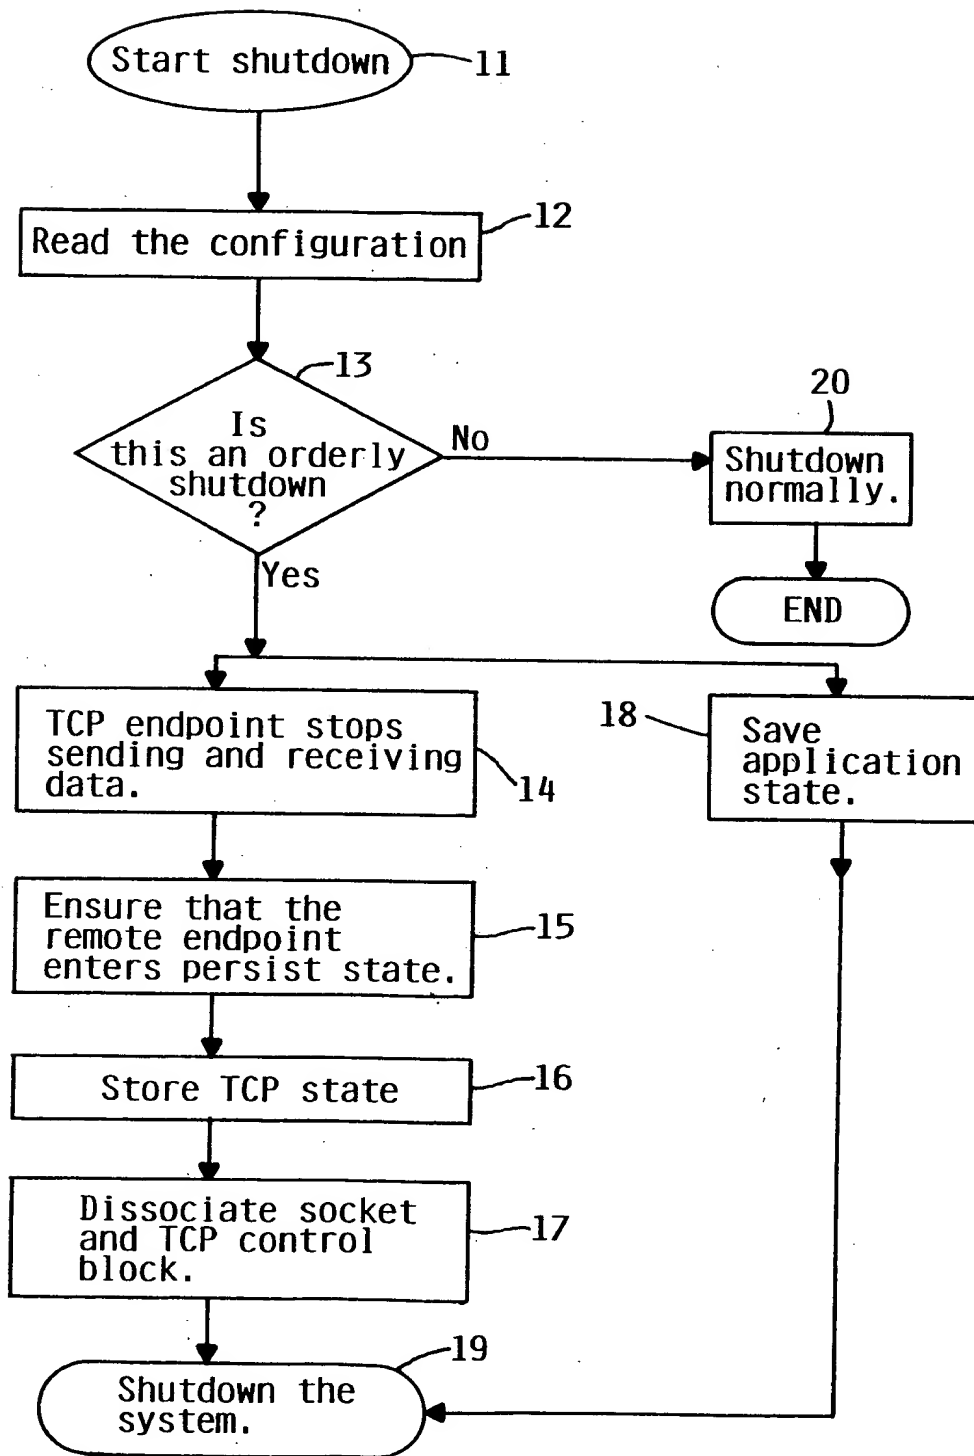 Start shutdown
11
Read the configuration
12
13
Is
this an orderly
shutdown
?
No
Yes
20
Shutdown
normally.
END
TCP endpoint stops
sending and receiving
data.
14
18
Save
application
state.
Ensure that the
remote endpoint
enters persist state.
15
Store TCP state
16
Dissociate socket
and TCP control
block.
17
19
Shutdown the
system.